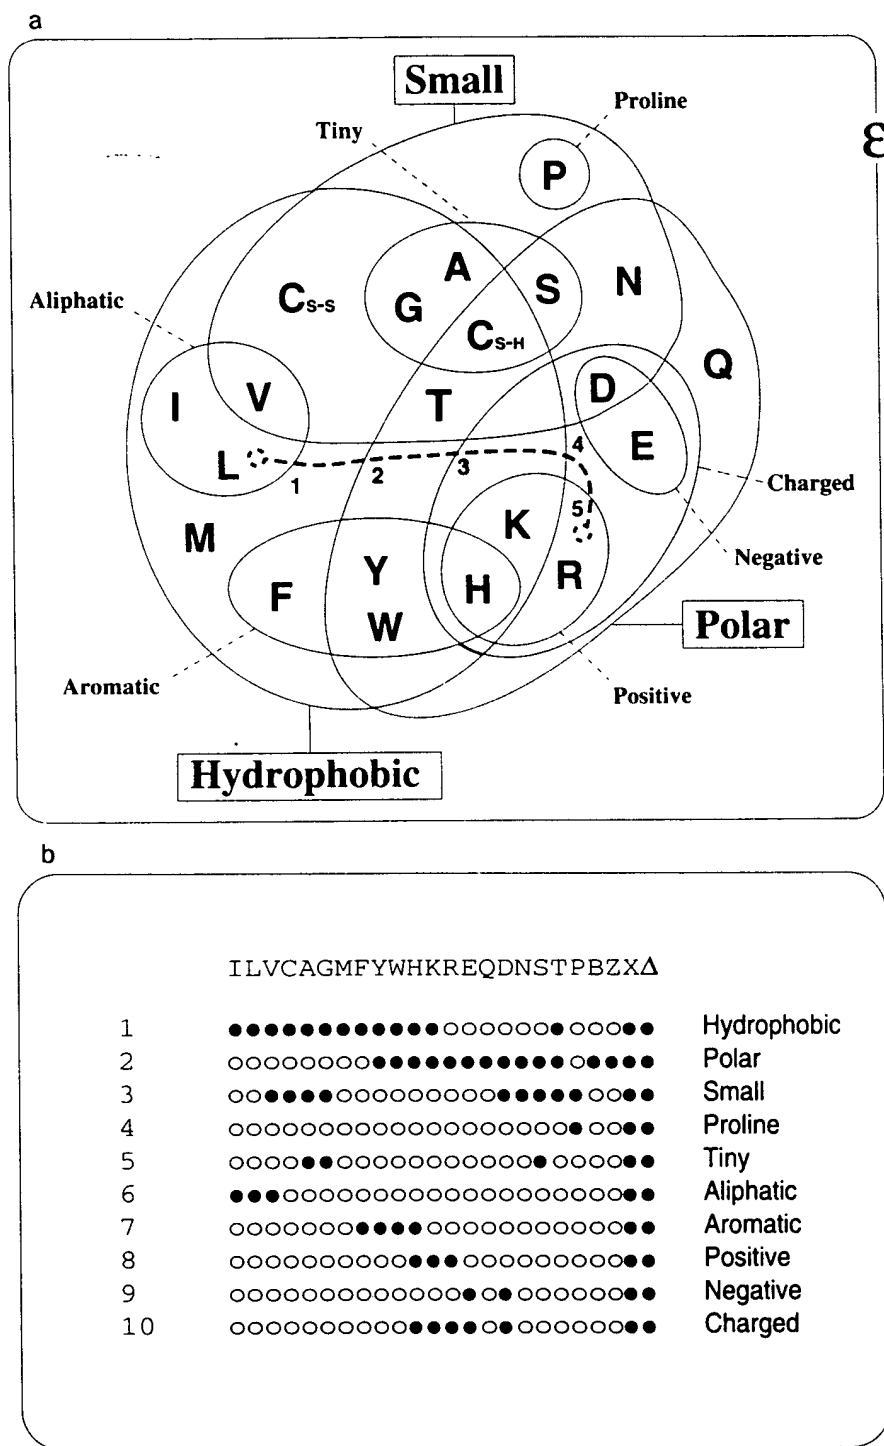 a
Small
Proline
Tiny
ε
P
A
S
N
Aliphatic
CS-S
G
CS-H
Q
I
V
T
D
E
L
1
2
3
4
5
Charged
M
K
Negative
F
Y
H
R
W
Polar
Aromatic
Positive
Hydrophobic
b
ILVCAGMFYWHKREQDNSTPBZXΔ
1 ●●●●●●●●●●●●○○○○○○●○○○●● Hydrophobic
2 ○○○○○○○○●●●●●●●●●●●○●●●● Polar
3 ○○●●●●○○○○○○○○○●●●●●○○●● Small
4 ○○○○○○○○○○○○○○○○○○○●○○●● Proline
5 ○○○○●●○○○○○○○○○○○●○○○○●● Tiny
6 ●●●○○○○○○○○○○○○○○○○○○○●● Aliphatic
7 ○○○○○○○●●●●○○○○○○○○○○○●● Aromatic
8 ○○○○○○○○○○●●●○○○○○○○○○●● Positive
9 ○○○○○○○○○○○○○●○●○○○○○○●● Negative
10 ○○○○○○○○○○●●●●○●○○○○○○●● Charged